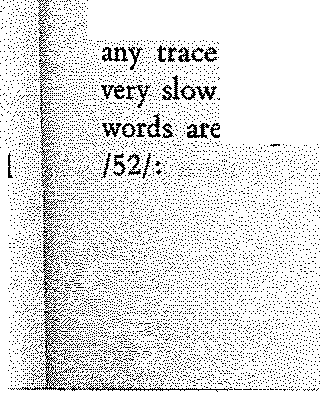 any trace
very slow.
words are
/52/: